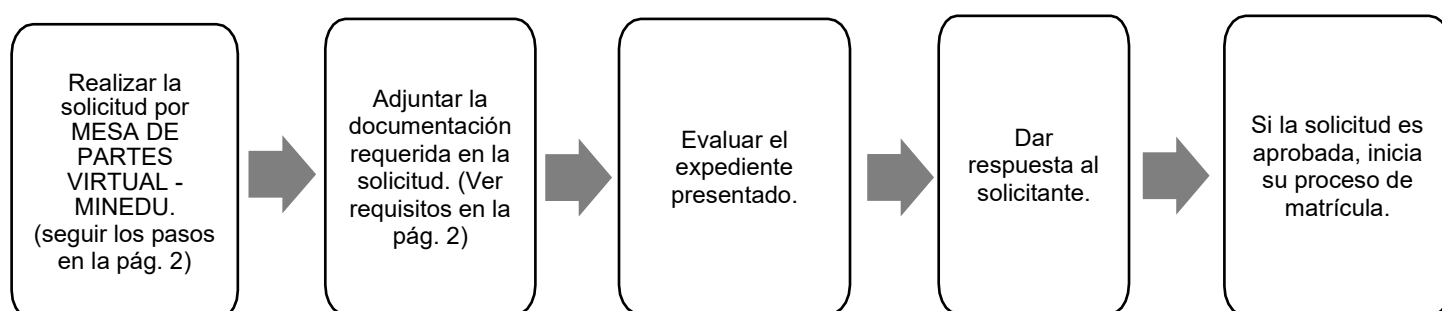 Realizar la
solicitud por
MESA DE
PARTES
VIRTUAL -
MINEDU.
(seguir los pasos
en la pág. 2)
Adjuntar la
documentación
requerida en la
solicitud. (Ver
requisitos en la
pág. 2)
Evaluar el
expediente
presentado.
Dar
respuesta al
solicitante.
Si la solicitud es
aprobada, inicia
su proceso de
matrícula.